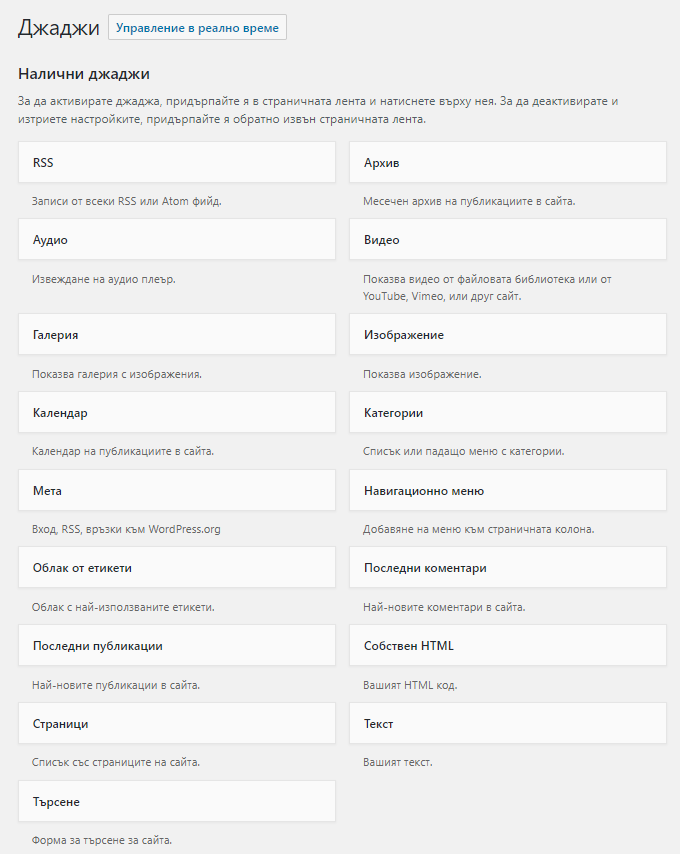 Джаджи
Управление в реално време
Налични джаджи
За да активирате джаджа, придърпайте я в страничната лента и натиснете върху нея. За да деактивирате и
изтриете настройките, придърпайте я обратно извън страничната лента.
RSS
Архив
Записи от всеки RSS или Atom фийд.
Месечен архив на публикациите в сайта.
Аудио
Видео
Извеждане на аудио плеър.
Показва видео от файловата библиотека или от
YouTube, Vimeo, или друг сайт.
Галерия
Изображение
Показва галерия с изображения.
Показва изображение.
Календар
Категории
Календар на публикациите в сайта.
Списък или падащо меню с категории.
Мета
Навигационно меню
Вход, RSS, връзки към WordPress.org
Добавяне на меню към страничната колона.
Облак от етикети
Последни коментари
Облак с най-използваните етикети.
Най-новите коментари в сайта.
Последни публикации
Собствен HTML
Най-новите публикации в сайта.
Вашият HTML код.
Страници
Текст
Списък със страниците на сайта.
Вашият текст.
Търсене
Форма за търсене за сайта.